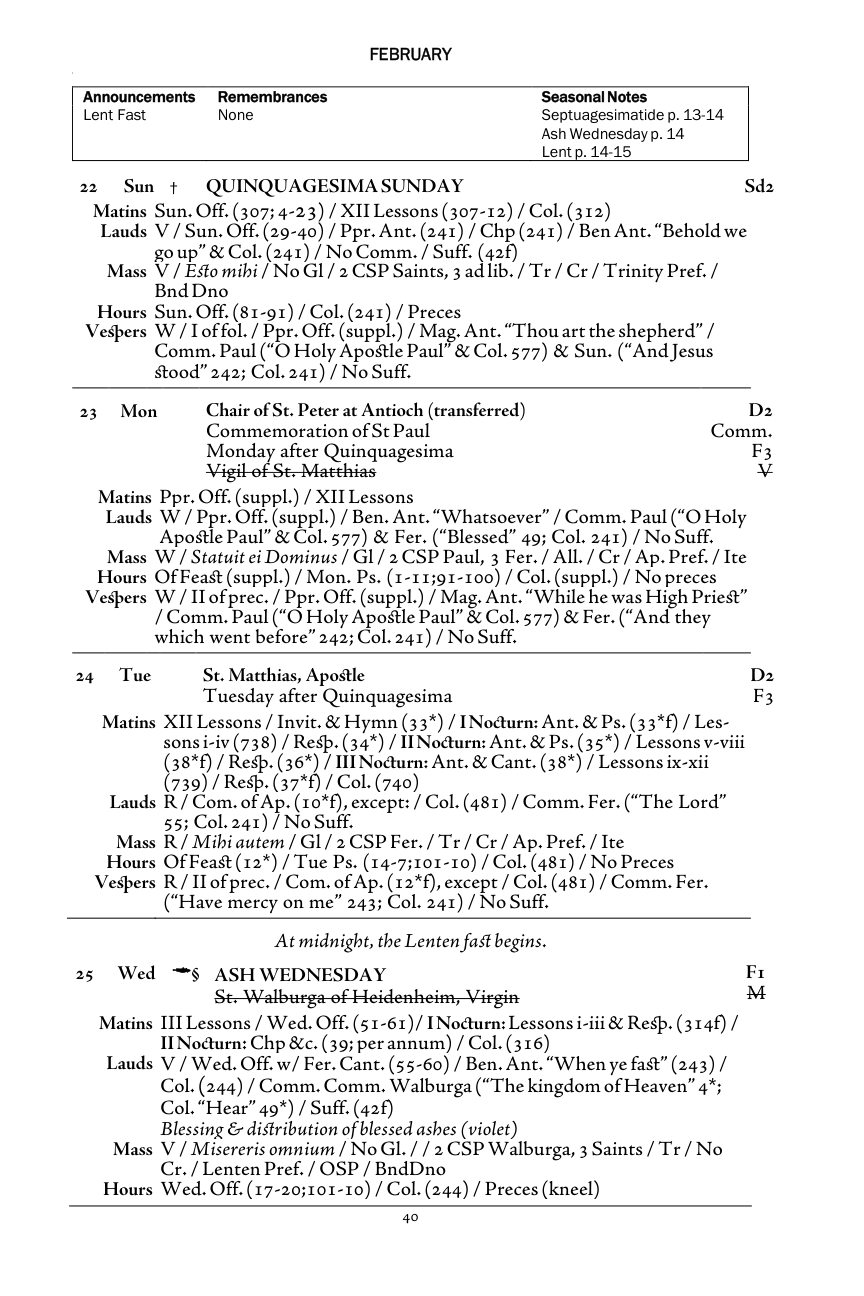 FEBRUARY
Announcements Remembrances Seasonal Notes
Lent Fast None Septuagesimatide p. 13-14
Ash Wednesday p. 14
Lent p. 14-15
22 Sun † QUINQUAGESIMA SUNDAY Sd2
Matins Sun. Off. (307; 4-23) / XII Lessons (307-12) / Col. (312)
Lauds V / Sun. Off. (29-40) / Ppr. Ant. (241) / Chp (241) / Ben Ant. “Behold we
go up” & Col. (241) / No Comm. / Suff. (42f)
Mass V / Esto mihi / No Gl / 2 CSP Saints, 3 ad lib. / Tr / Cr / Trinity Pref. /
Bnd Dno
Hours Sun. Off. (81-91) / Col. (241) / Preces
Vespers W / I of fol. / Ppr. Off. (suppl.) / Mag. Ant. “Thou art the shepherd” /
Comm. Paul (“O Holy Apostle Paul” & Col. 577) & Sun. (“And Jesus
stood” 242; Col. 241) / No Suff.
23 Mon Chair of St. Peter at Antioch (transferred) D2
Commemoration of St Paul Comm.
Monday after Quinquagesima F3
Vigil of St. Matthias V
Matins Ppr. Off. (suppl.) / XII Lessons
Lauds W / Ppr. Off. (suppl.) / Ben. Ant. “Whatsoever” / Comm. Paul (“O Holy
Apostle Paul” & Col. 577) & Fer. (“Blessed” 49; Col. 241) / No Suff.
Mass W / Statuit ei Dominus / Gl / 2 CSP Paul, 3 Fer. / All. / Cr / Ap. Pref. / Ite
Hours Of Feast (suppl.) / Mon. Ps. (1-11;91-100) / Col. (suppl.) / No preces
Vespers W / II of prec. / Ppr. Off. (suppl.) / Mag. Ant. “While he was High Priest”
/ Comm. Paul (“O Holy Apostle Paul” & Col. 577) & Fer. (“And they
which went before” 242; Col. 241) / No Suff.
24 Tue St. Matthias, Apostle D2
Tuesday after Quinquagesima F3
Matins XII Lessons / Invit. & Hymn (33*) / I Nocturn: Ant. & Ps. (33*f) / Les-
sons i-iv (738) / Resp. (34*) / II Nocturn: Ant. & Ps. (35*) / Lessons v-viii
(38*f) / Resp. (36*) / III Nocturn: Ant. & Cant. (38*) / Lessons ix-xii
(739) / Resp. (37*f) / Col. (740)
Lauds R / Com. of Ap. (10*f), except: / Col. (481) / Comm. Fer. (“The Lord”
55; Col. 241) / No Suff.
Mass R / Mihi autem / Gl / 2 CSP Fer. / Tr / Cr / Ap. Pref. / Ite
Hours Of Feast (12*) / Tue Ps. (14-7;101-10) / Col. (481) / No Preces
Vespers R / II of prec. / Com. of Ap. (12*f), except / Col. (481) / Comm. Fer.
(“Have mercy on me” 243; Col. 241) / No Suff.
At midnight, the Lenten fast begins.
25 Wed § ASH WEDNESDAY F1
St. Walburga of Heidenheim, Virgin M
Matins III Lessons / Wed. Off. (51-61)/ I Nocturn: Lessons i-iii & Resp. (314f) /
II Nocturn: Chp &c. (39; per annum) / Col. (316)
Lauds V / Wed. Off. w/ Fer. Cant. (55-60) / Ben. Ant. “When ye fast” (243) /
Col. (244) / Comm. Comm. Walburga (“The kingdom of Heaven” 4*;
Col. “Hear” 49*) / Suff. (42f)
Blessing & distribution of blessed ashes (violet)
Mass V / Misereris omnium / No Gl. / / 2 CSP Walburga, 3 Saints / Tr / No
Cr. / Lenten Pref. / OSP / BndDno
Hours Wed. Off. (17-20;101-10) / Col. (244) / Preces (kneel)
40